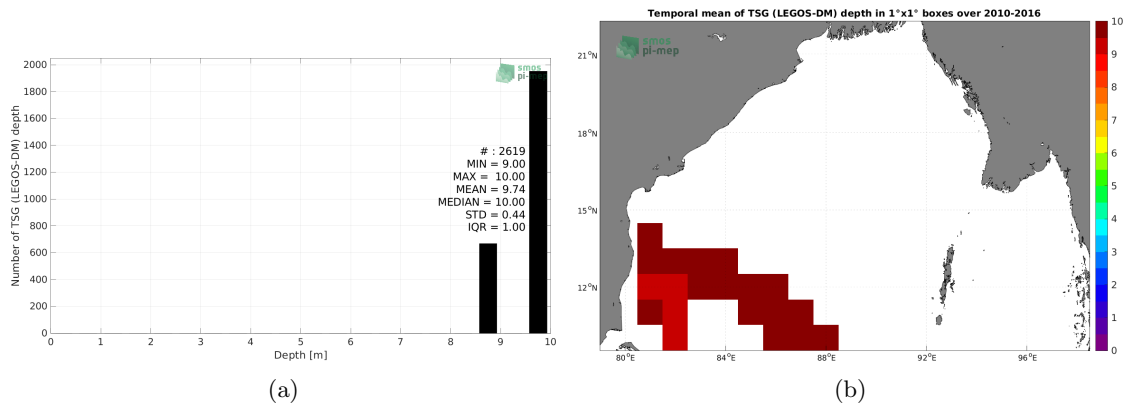 Temporal mean of TSG (LEGOS-DM) depth in 1°x1° boxes over 2010-2016
smos
pi-mep
Number of TSG (LEGOS-DM) depth
2000
1800
1600
1400
1200
1000
800
600
400
200
0
# : 2619
MIN = 9.00
MAX = 10.00
MEAN = 9.74
MEDIAN = 10.00
STD = 0.44
IQR = 1.00
0 1 2 3 4 5 6 7 8 9 10
Depth [m]
(a)
smos
pi-mep
21°N
18°N
15°N
12°N
80°E 84°E 88°E 92°E 96°E
10
9
8
7
6
5
4
3
2
1
0
(b)